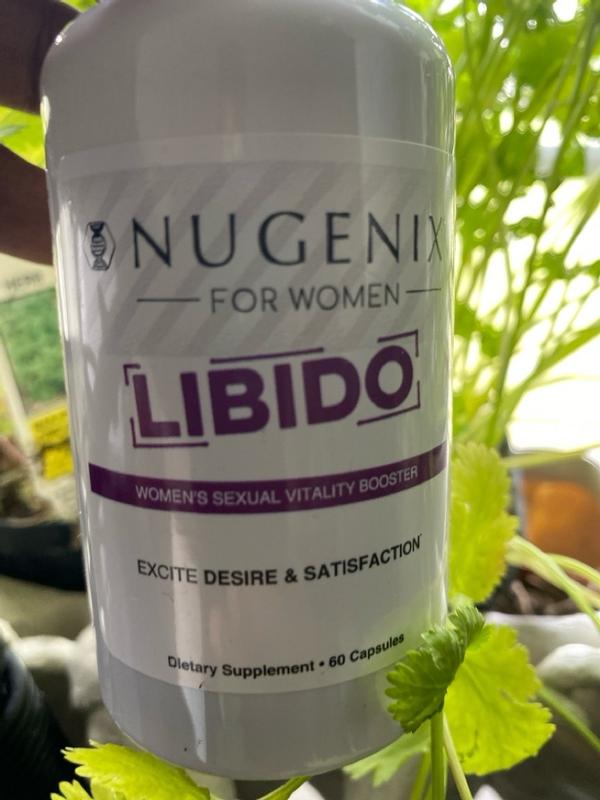 NUGENIX
FOR WOMEN
LIBIDO
WOMEN'S SEXUAL VITALITY BOOSTER
EXCITE DESIRE & SATISFACTION*
Dietary Supplement • 60 Capsules